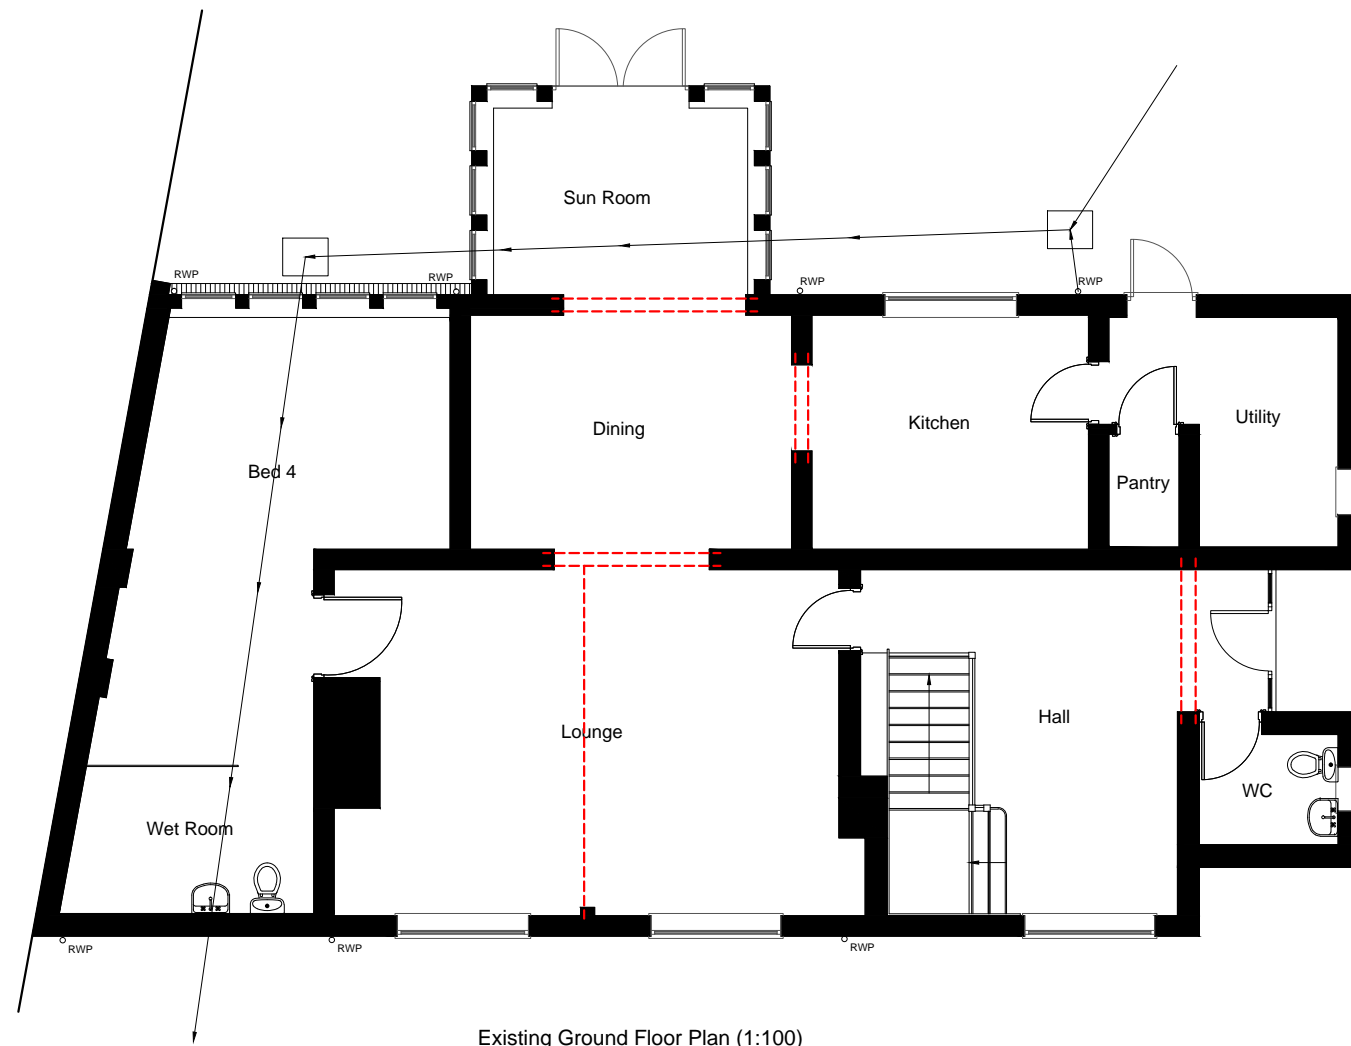 Sun Room
RWP
RWP
RWP
RWP
Dining
Kitchen
Utility
Bed 4
Pantry
Lounge
Hall
WC
Wet Room
RWP
RWP
RWP
Existing Ground Floor Plan (1:100)